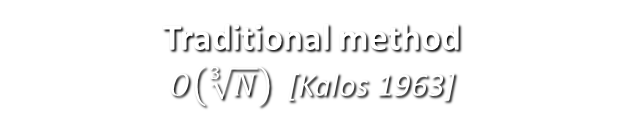 Traditional method
O(∛N) [Kalos 1963]